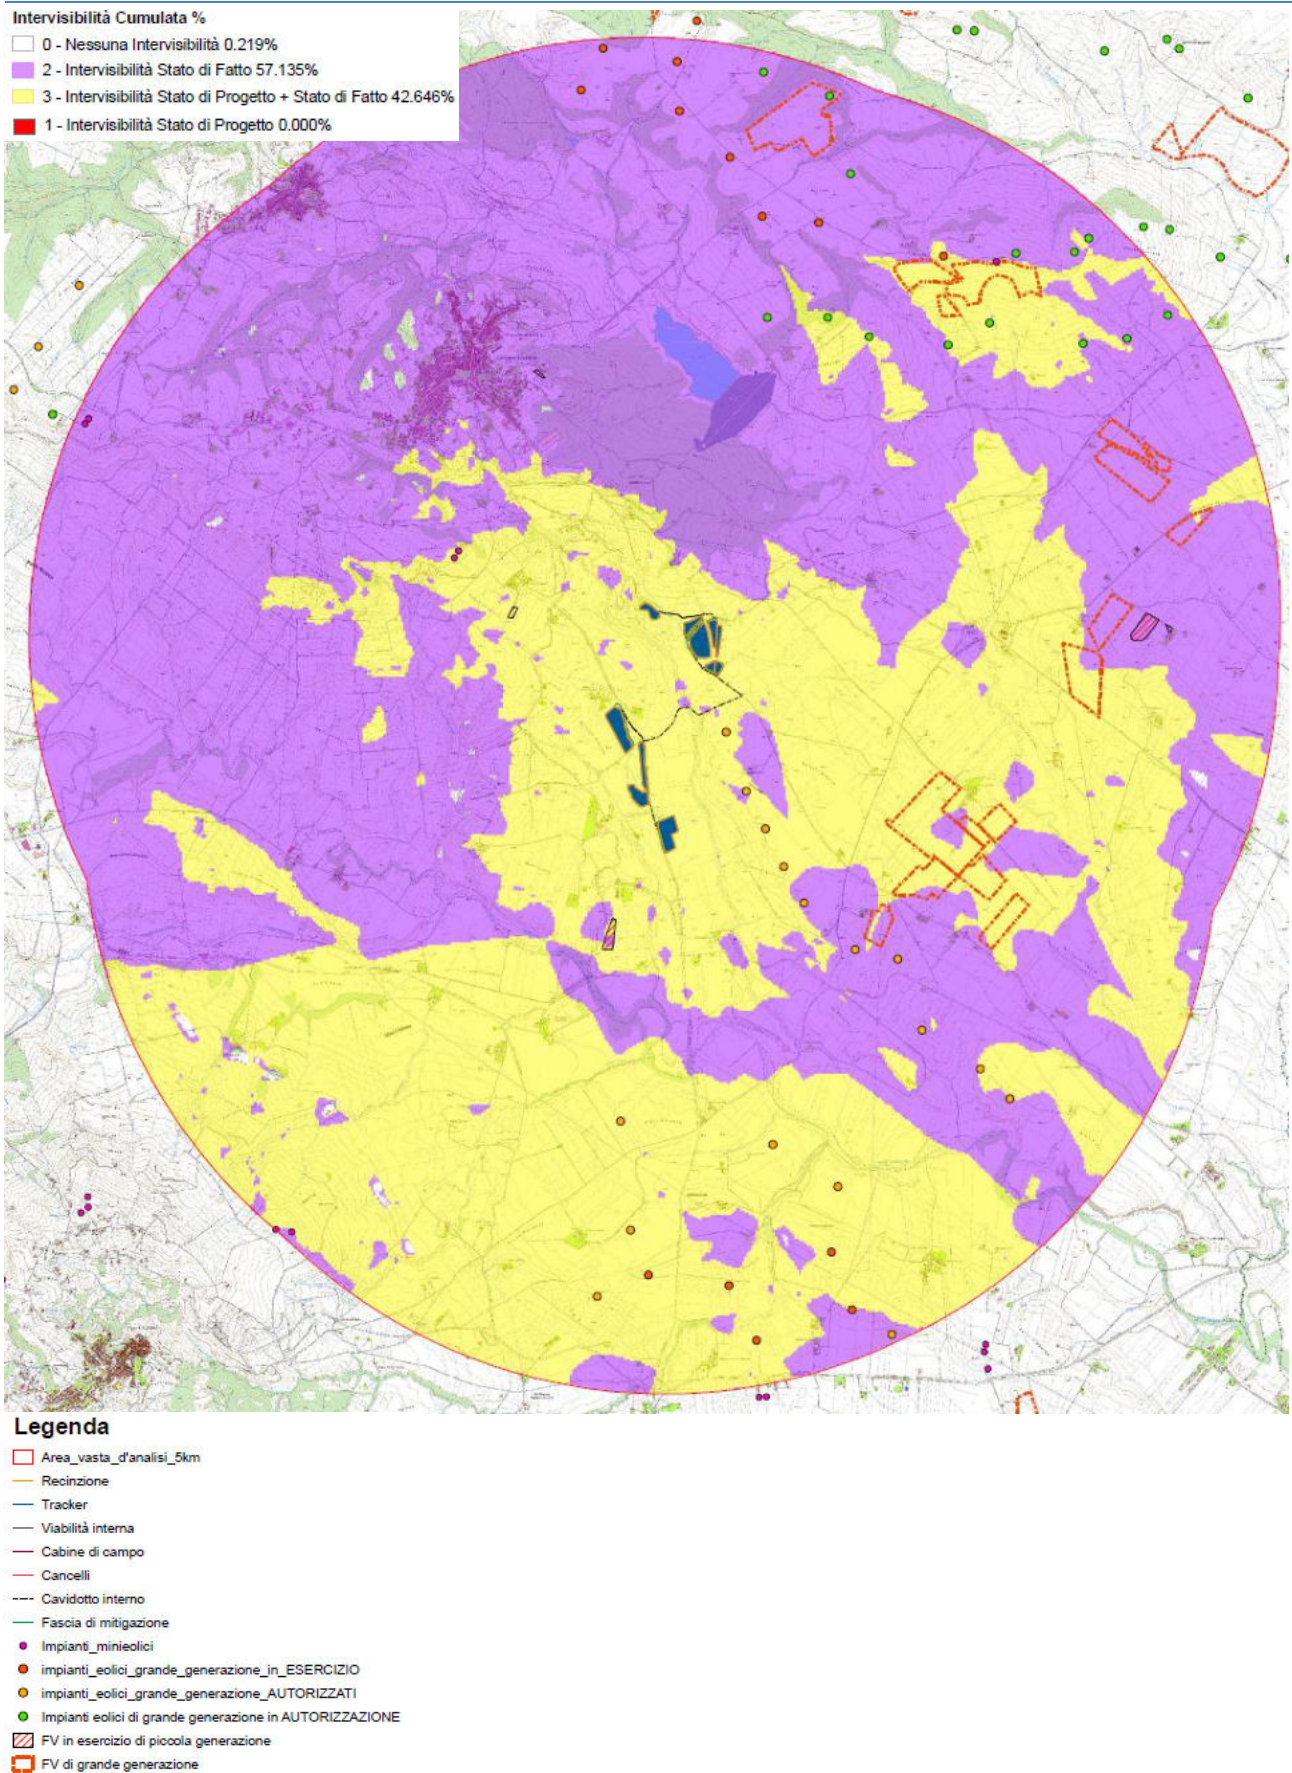 Intervisibilità Cumulata %
0 - Nessuna Intervisibilità 0.219%
2 - Intervisibilità Stato di Fatto 57.135%
3 - Intervisibilità Stato di Progetto + Stato di Fatto 42.646%
1 - Intervisibilità Stato di Progetto 0.000%
Legenda
Area_vasta_d'analisi_5km
Recinzione
Tracker
Viabilità interna
Cabine di campo
Cancelli
Cavidotto interno
Fascia di mitigazione
Impianti_minieolici
impianti_eolici_grande_generazione_in_ESERCIZIO
impianti_eolici_grande_generazione_AUTORIZZATI
Impianti eolici di grande generazione in AUTORIZZAZIONE
FV in esercizio di piccola generazione
FV di grande generazione